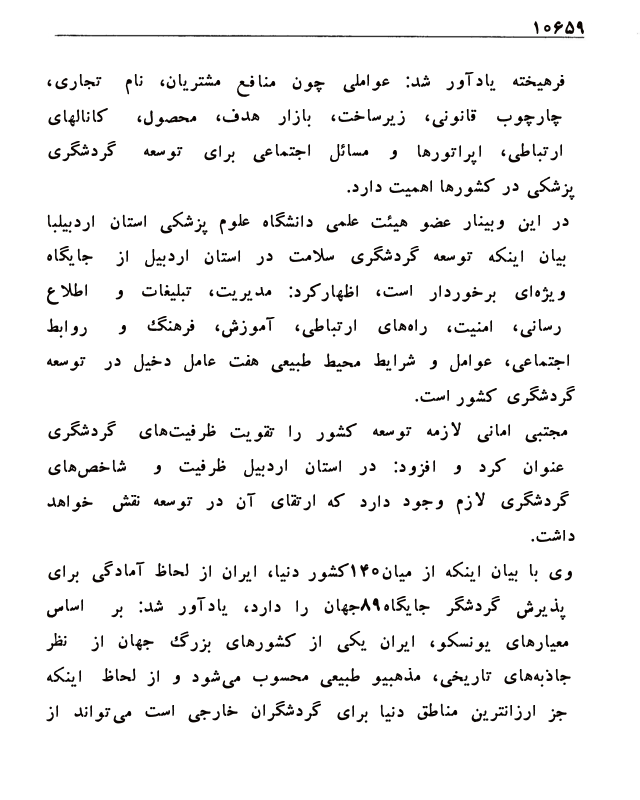 ۱۰۶۵۹
فرهیخته یادآور شد: عواملی چون منافع مشتریان، نام تجاری،
چارچوب قانونی، زیرساخت، بازار هدف، محصول، کانالهای
ارتباطی، اپراتورها و مسائل اجتماعی برای توسعه گردشگری
پزشکی در کشورها اهمیت دارد.
در این وبینار عضو هیئت علمی دانشگاه علوم پزشکی استان اردبیلبا
بیان اینکه توسعه گردشگری سلامت در استان اردبیل از جایگاه
ویژه‌ای برخوردار است، اظهارکرد: مدیریت، تبلیغات و اطلاع
رسانی، امنیت، راه‌های ارتباطی، آموزش، فرهنگ و روابط
اجتماعی، عوامل و شرایط محیط طبیعی هفت عامل دخیل در توسعه
گردشگری کشور است.
مجتبی امانی لازمه توسعه کشور را تقویت ظرفیت‌های گردشگری
عنوان کرد و افزود: در استان اردبیل ظرفیت و شاخص‌های
گردشگری لازم وجود دارد که ارتقای آن در توسعه نقش خواهد
داشت.
وی با بیان اینکه از میان۱۴۰کشور دنیا، ایران از لحاظ آمادگی برای
پذیرش گردشگر جایگاه۸۹جهان را دارد، یادآور شد: بر اساس
معیارهای یونسکو، ایران یکی از کشورهای بزرگ جهان از نظر
جاذبه‌های تاریخی، مذهبیو طبیعی محسوب می‌شود و از لحاظ اینکه
جز ارزانترین مناطق دنیا برای گردشگران خارجی است می‌تواند از